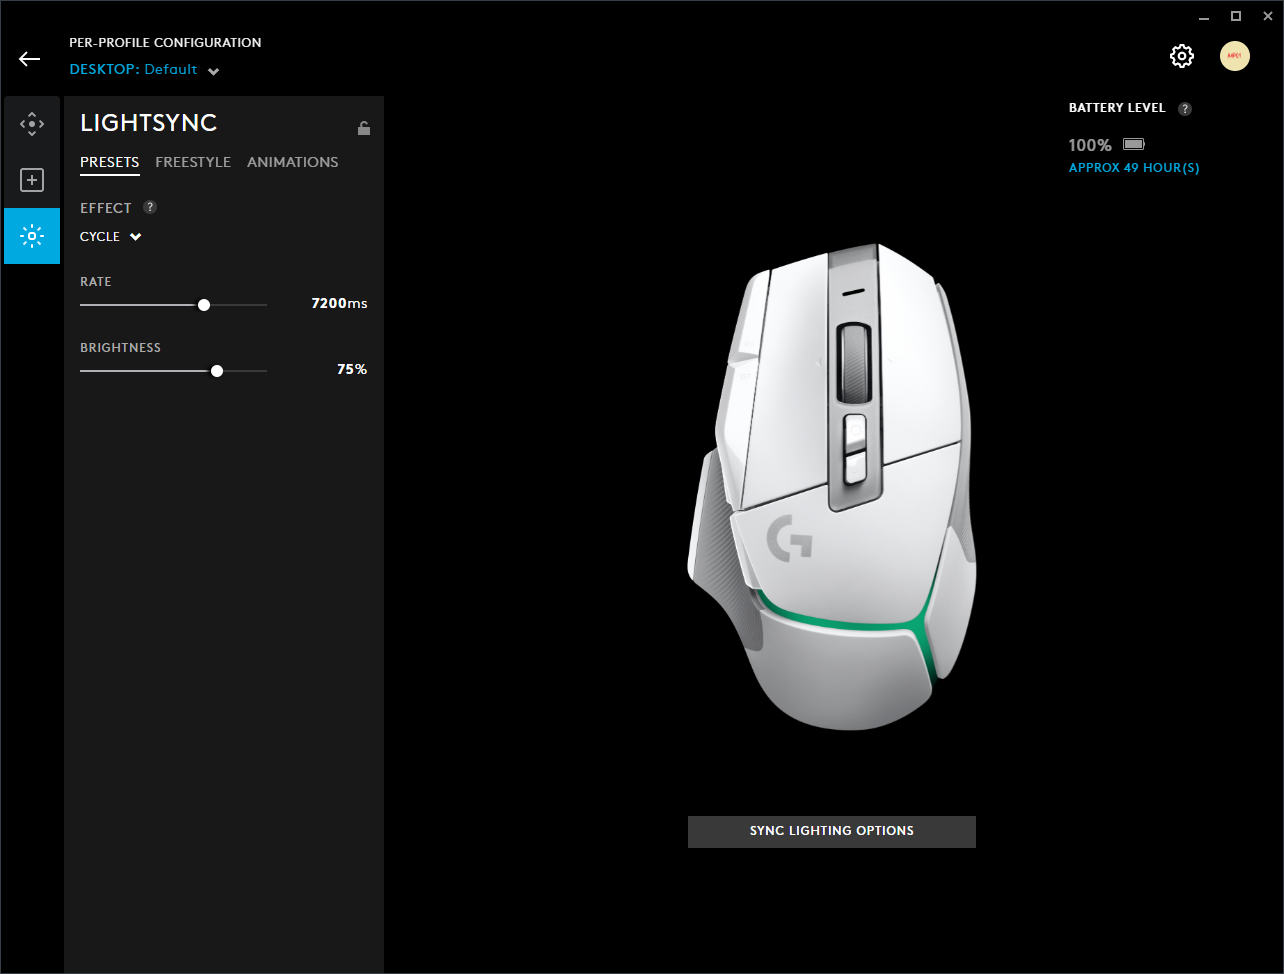 PER-PROFILE CONFIGURATION
DESKTOP: Default
LIGHTSYNC
PRESETS FREESTYLE ANIMATIONS
EFFECT ?
CYCLE
RATE
7200ms
BRIGHTNESS
75%
BATTERY LEVEL ?
100%
APPROX 49 HOUR(S)
G
SYNC LIGHTING OPTIONS